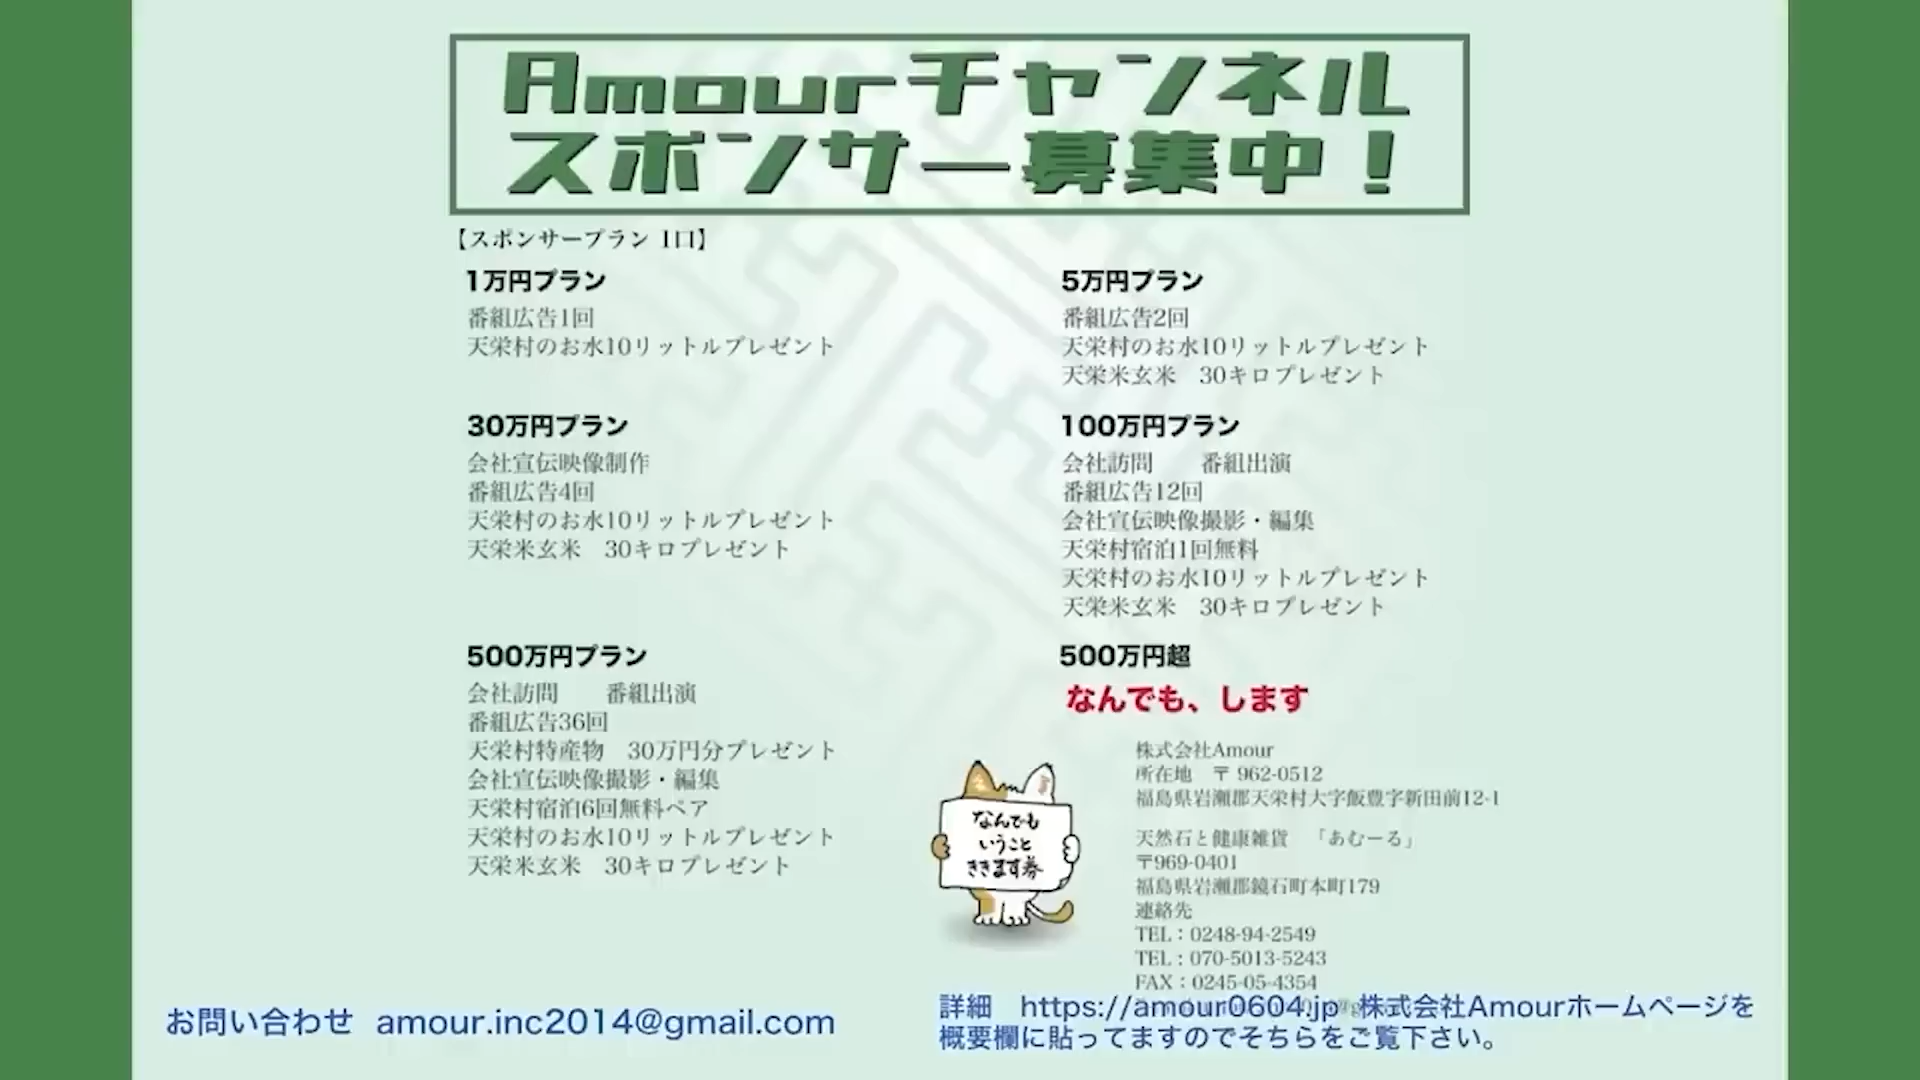 Amourチャンネル
スポンサー募集中！
【スポンサープラン 1口】
1万円プラン
番組広告1回
天栄村のお水10リットルプレゼント
5万円プラン
番組広告2回
天栄村のお水10リットルプレゼント
天栄米玄米　30キロプレゼント
30万円プラン
会社宣伝映像制作
番組広告4回
天栄村のお水10リットルプレゼント
天栄米玄米　30キロプレゼント
100万円プラン
会社訪問　　番組出演
番組広告12回
会社宣伝映像撮影・編集
天栄村宿泊1回無料
天栄村のお水10リットルプレゼント
天栄米玄米　30キロプレゼント
500万円プラン
会社訪問　　番組出演
番組広告36回
天栄村特産物　30万円分プレゼント
会社宣伝映像撮影・編集
天栄村宿泊6回無料ペア
天栄村のお水10リットルプレゼント
天栄米玄米　30キロプレゼント
500万円超
なんでも、します
なんでも
いうこと
ききます券
株式会社Amour
所在地　〒 962-0512
福島県岩瀬郡天栄村大字飯豊字新田前12-1
天然石と健康雑貨　「あむーる」
〒969-0401
福島県岩瀬郡鏡石町本町179
連絡先
TEL：0248-94-2549
TEL：070-5013-5243
FAX：0245-05-4354
お問い合わせ　amour.inc2014@gmail.com
詳細　https://amour0604.jp　株式会社Amourホームページを
概要欄に貼ってますのでそちらをご覧下さい。